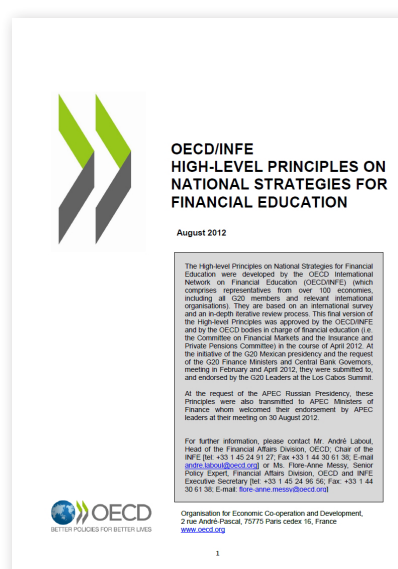 OECD/INFE
HIGH-LEVEL PRINCIPLES ON
NATIONAL STRATEGIES FOR
FINANCIAL EDUCATION
August 2012
The High-level Principles on National Strategies for Financial
Education were developed by the OECD International
Network on Financial Education (OECD/INFE) (which
comprises representatives from over 100 economies,
including all G20 members and relevant international
organisations). They are based on an international survey
and an in-depth iterative review process. This final version of
the High-level Principles was approved by the OECD/INFE
and by the OECD bodies in charge of financial education (i.e.
the Committee on Financial Markets and the Insurance and
Private Pensions Committee) in the course of April 2012. At
the initiative of the G20 Mexican presidency and the request
of the G20 Finance Ministers and Central Bank Governors,
meeting in February and April 2012, they were submitted to,
and endorsed by the G20 Leaders at the Los Cabos Summit.
At the request of the APEC Russian Presidency, these
Principles were also transmitted to APEC Ministers of
Finance whom welcomed their endorsement by APEC
leaders at their meeting on 30 August 2012.
For further information, please contact Mr. André Laboul,
Head of the Financial Affairs Division, OECD; Chair of the
INFE [tel: +33 1 45 24 91 27; Fax +33 1 44 30 61 38; E-mail
andre.laboul@oecd.org] or Ms. Flore-Anne Messy, Senior
Policy Expert, Financial Affairs Division, OECD and INFE
Executive Secretary [tel: +33 1 45 24 96 56; Fax: +33 1 44
30 61 38; E-mail: flore-anne.messy@oecd.org]
OECD
BETTER POLICIES FOR BETTER LIVES
Organisation for Economic Co-operation and Development,
2 rue André-Pascal, 75775 Paris cedex 16, France
www.oecd.org
1